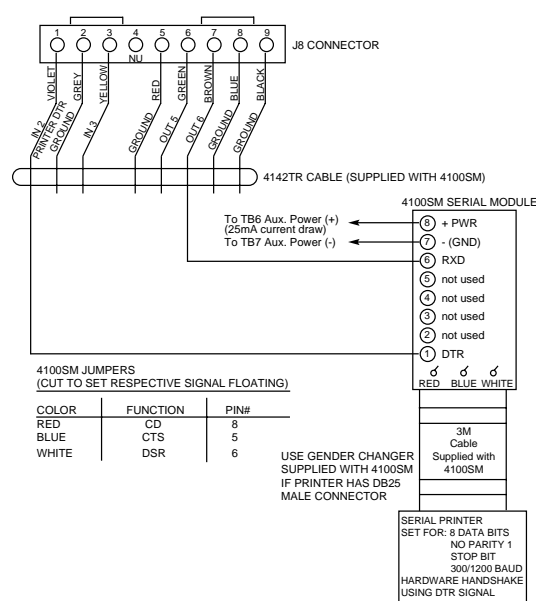 1 2 3 4 5 6 7 8 9
J8 CONNECTOR
NU
VIOLET
GREY
YELLOW
RED
GREEN
BROWN
BLUE
BLACK
IN 2
PRINTER DTR
GROUND
IN 3
GROUND
OUT 5
OUT 6
GROUND
GROUND
4142TR CABLE (SUPPLIED WITH 4100SM)
4100SM SERIAL MODULE
To TB6 Aux. Power (+)
(25mA current draw)
To TB7 Aux. Power (-)
8 + PWR
7 - (GND)
6 RXD
5 not used
4 not used
3 not used
2 not used
1 DTR
RED BLUE WHITE
4100SM JUMPERS
(CUT TO SET RESPECTIVE SIGNAL FLOATING)
COLOR FUNCTION PIN#
RED CD 8
BLUE CTS 5
WHITE DSR 6
3M
Cable
Supplied with
4100SM
USE GENDER CHANGER
SUPPLIED WITH 4100SM
IF PRINTER HAS DB25
MALE CONNECTOR
SERIAL PRINTER
SET FOR: 8 DATA BITS
NO PARITY 1
STOP BIT
300/1200 BAUD
HARDWARE HANDSHAKE
USING DTR SIGNAL